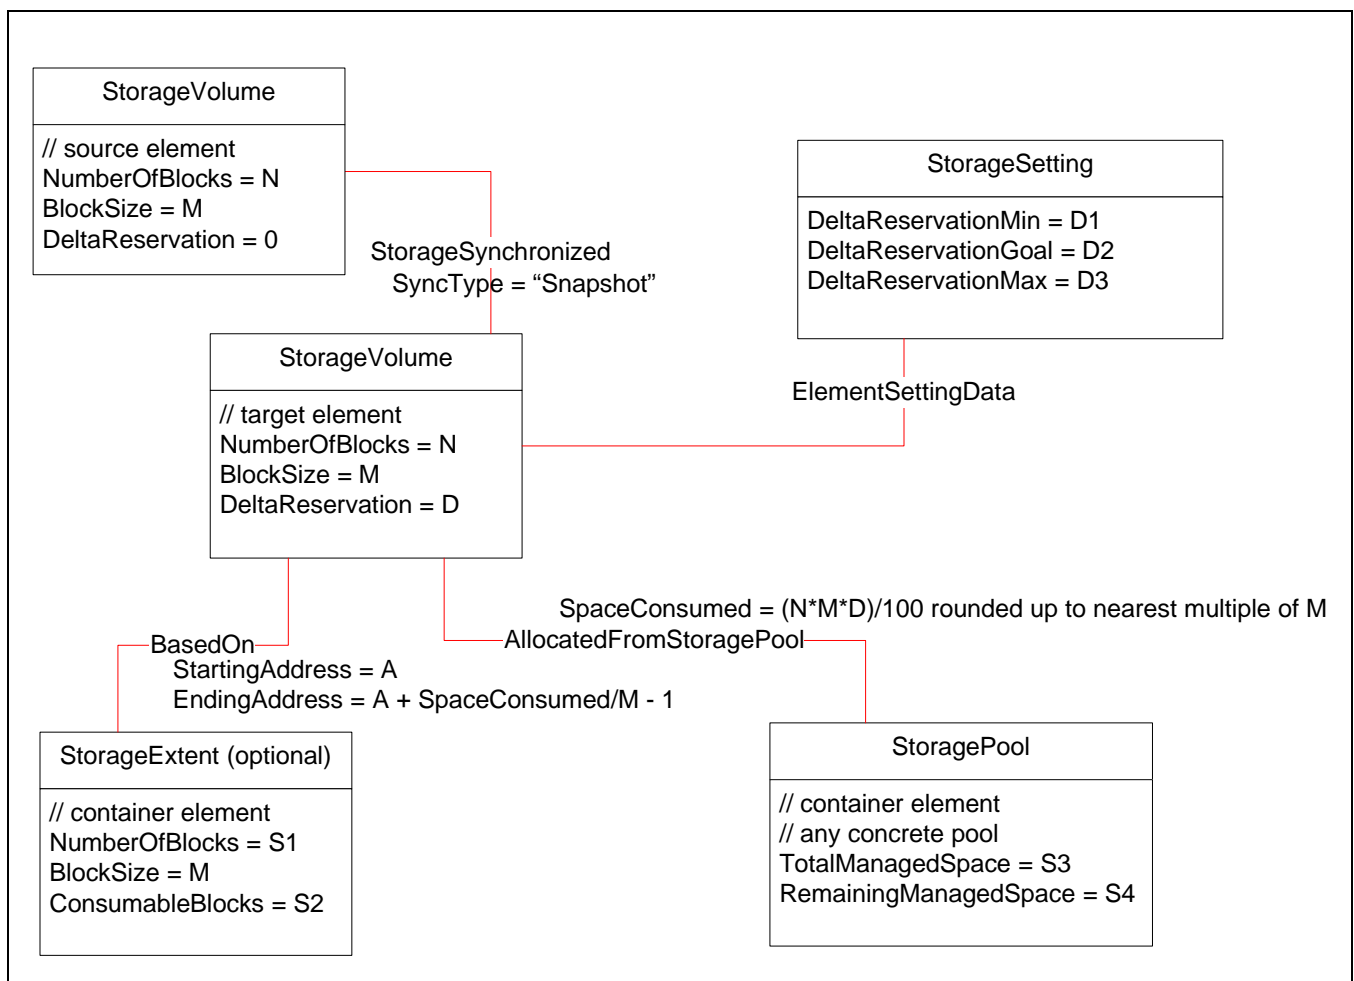 StorageVolume
// source element
NumberOfBlocks = N
BlockSize = M
DeltaReservation = 0
StorageSynchronized
SyncType = “Snapshot”
StorageSetting
DeltaReservationMin = D1
DeltaReservationGoal = D2
DeltaReservationMax = D3
ElementSettingData
StorageVolume
// target element
NumberOfBlocks = N
BlockSize = M
DeltaReservation = D
SpaceConsumed = (N*M*D)/100 rounded up to nearest multiple of M
AllocatedFromStoragePool
BasedOn
StartingAddress = A
EndingAddress = A + SpaceConsumed/M - 1
StorageExtent (optional)
// container element
NumberOfBlocks = S1
BlockSize = M
ConsumableBlocks = S2
StoragePool
// container element
// any concrete pool
TotalManagedSpace = S3
RemainingManagedSpace = S4